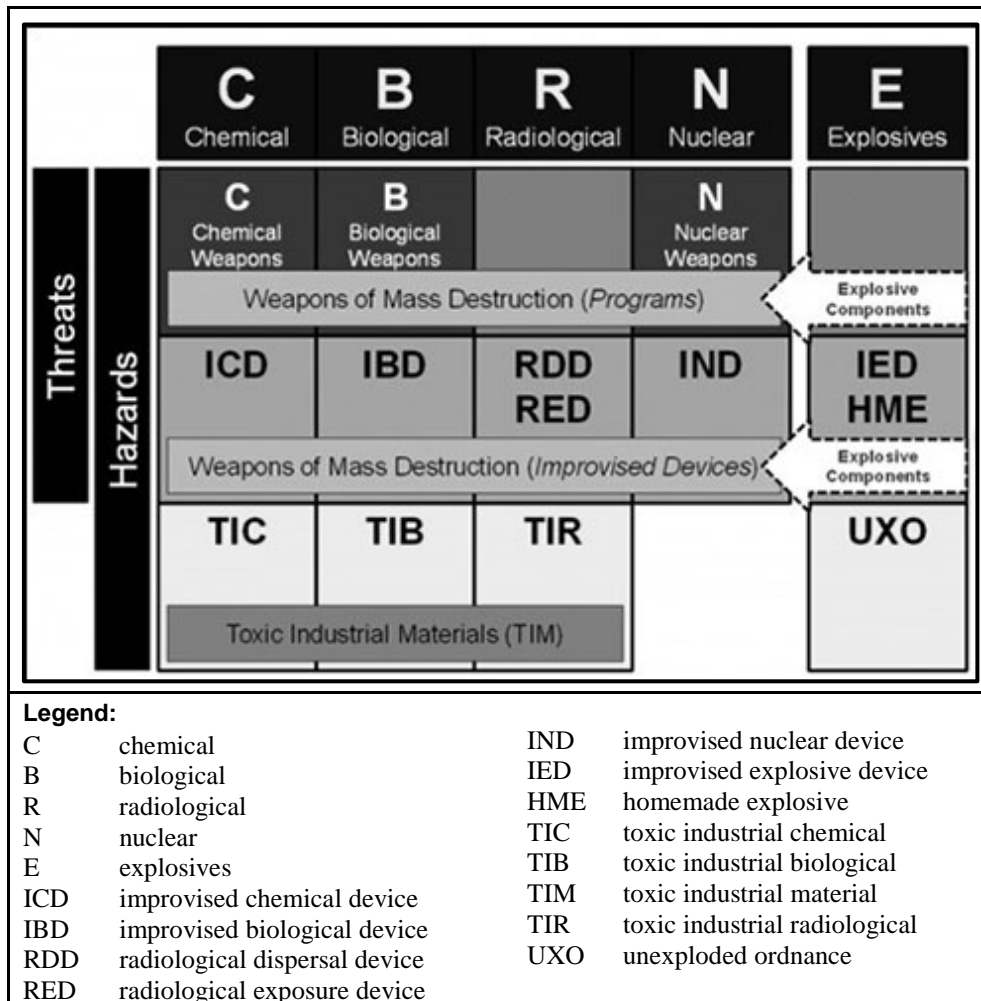 C B R N E
Chemical Biological Radiological Nuclear Explosives
Threats
Hazards
C B N
Chemical Weapons Biological Weapons Nuclear Weapons
Weapons of Mass Destruction (Programs)
Explosive
Components
ICD IBD RDD IND IED
RED HME
Weapons of Mass Destruction (Improvised Devices)
Explosive
Components
TIC TIB TIR UXO
Toxic Industrial Materials (TIM)
Legend:
C chemical
B biological
R radiological
N nuclear
E explosives
ICD improvised chemical device
IBD improvised biological device
RDD radiological dispersal device
RED radiological exposure device
IND improvised nuclear device
IED improvised explosive device
HME homemade explosive
TIC toxic industrial chemical
TIB toxic industrial biological
TIM toxic industrial material
TIR toxic industrial radiological
UXO unexploded ordnance